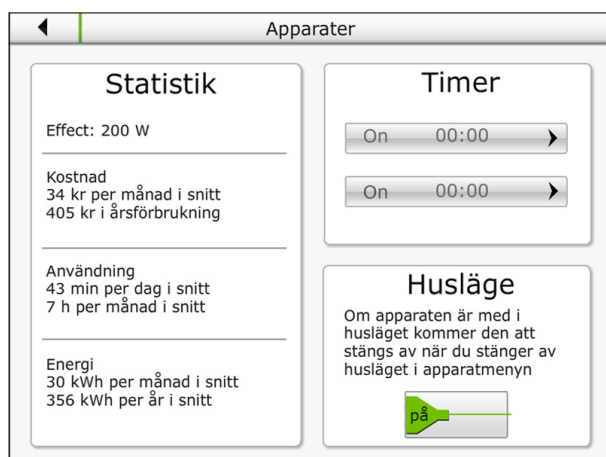 Apparater
Statistik
Effect: 200 W
Kostnad
34 kr per månad i snitt
405 kr i årsförbrukning
Användning
43 min per dag i snitt
7 h per månad i snitt
Energi
30 kWh per månad i snitt
356 kWh per år i snitt
Timer
On 00:00
On 00:00
Husläge
Om apparaten är med i
husläget kommer den att
stängs av när du stänger av
husläget i apparatmenyn
på